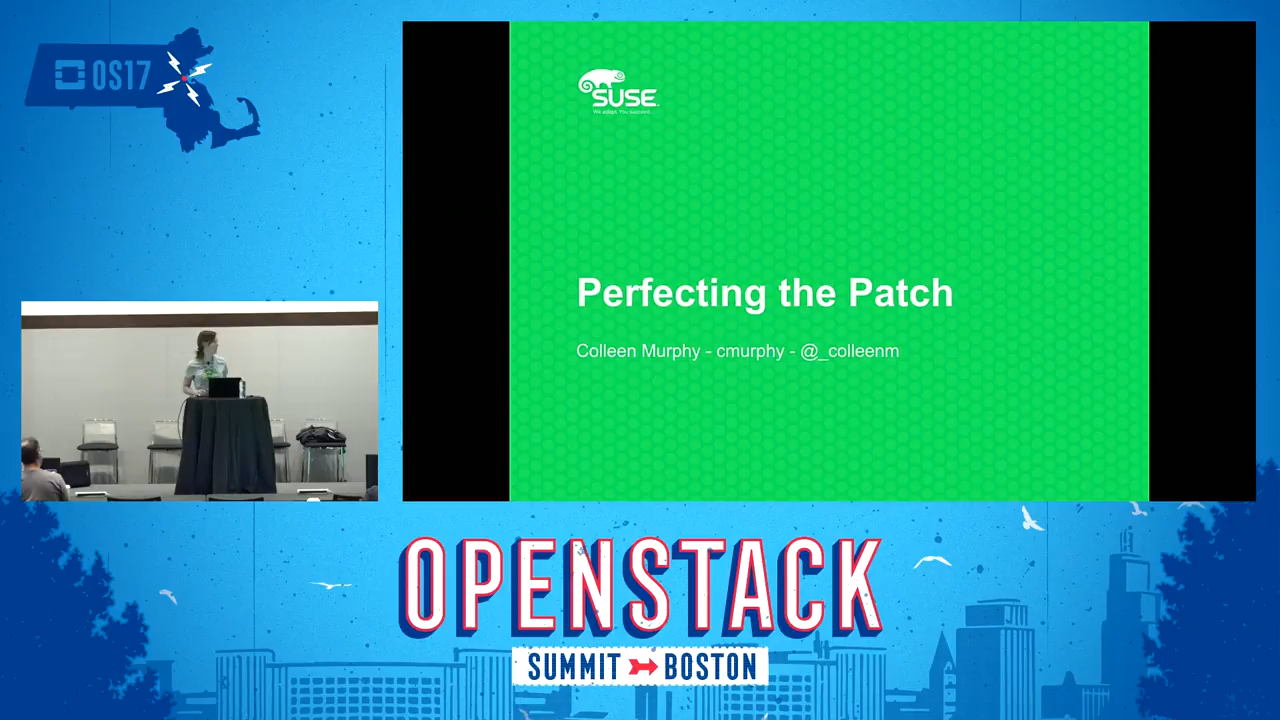 OS17
SUSE
We adapt. You succeed.
Perfecting the Patch
Colleen Murphy - cmurphy - @_colleenm
OPENSTACK
SUMMIT BOSTON